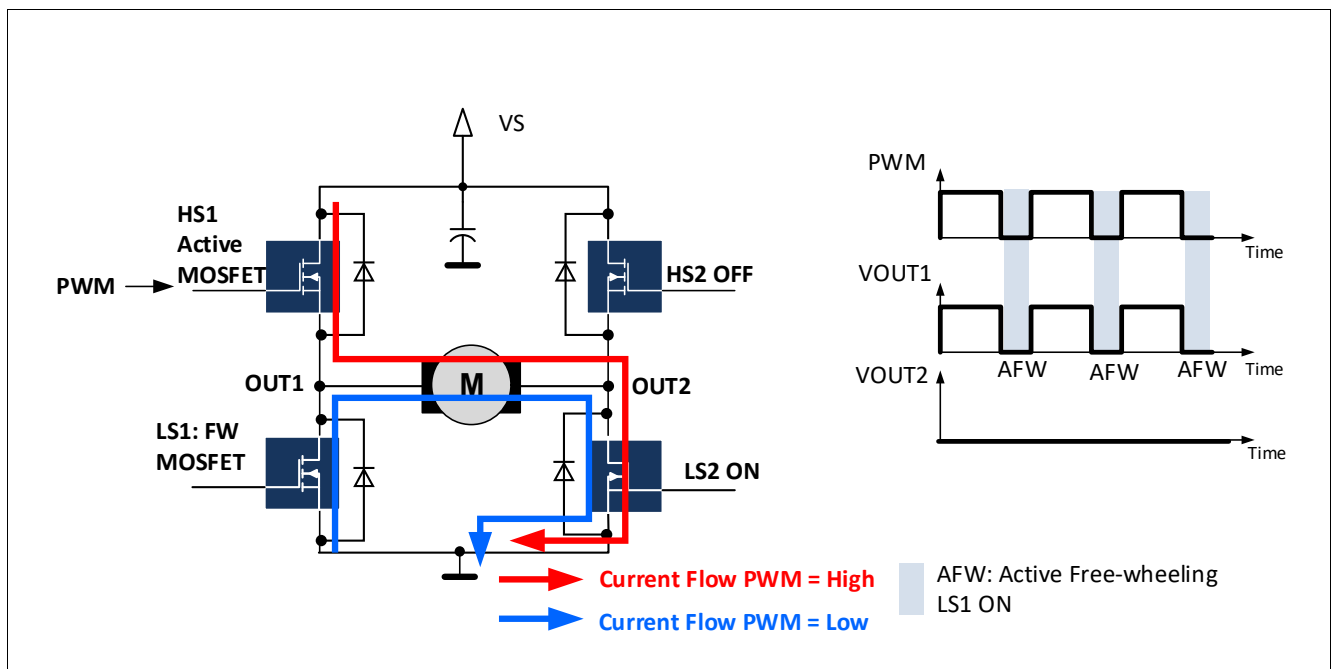 VS
HS1
Active
MOSFET
PWM
HS2 OFF
OUT1
M
OUT2
LS1: FW
MOSFET
LS2 ON
Current Flow PWM = High
Current Flow PWM = Low
PWM
Time
VOUT1
AFW
AFW
AFW
Time
VOUT2
Time
AFW: Active Free-wheeling
LS1 ON